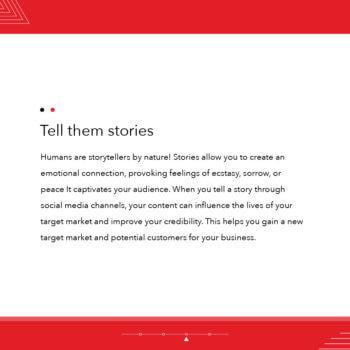 Tell them stories
Humans are storytellers by nature! Stories allow you to create an
emotional connection, provoking feelings of ecstasy, sorrow, or
peace It captivates your audience. When you tell a story through
social media channels, your content can influence the lives of your
target market and improve your credibility. This helps you gain a new
target market and potential customers for your business.